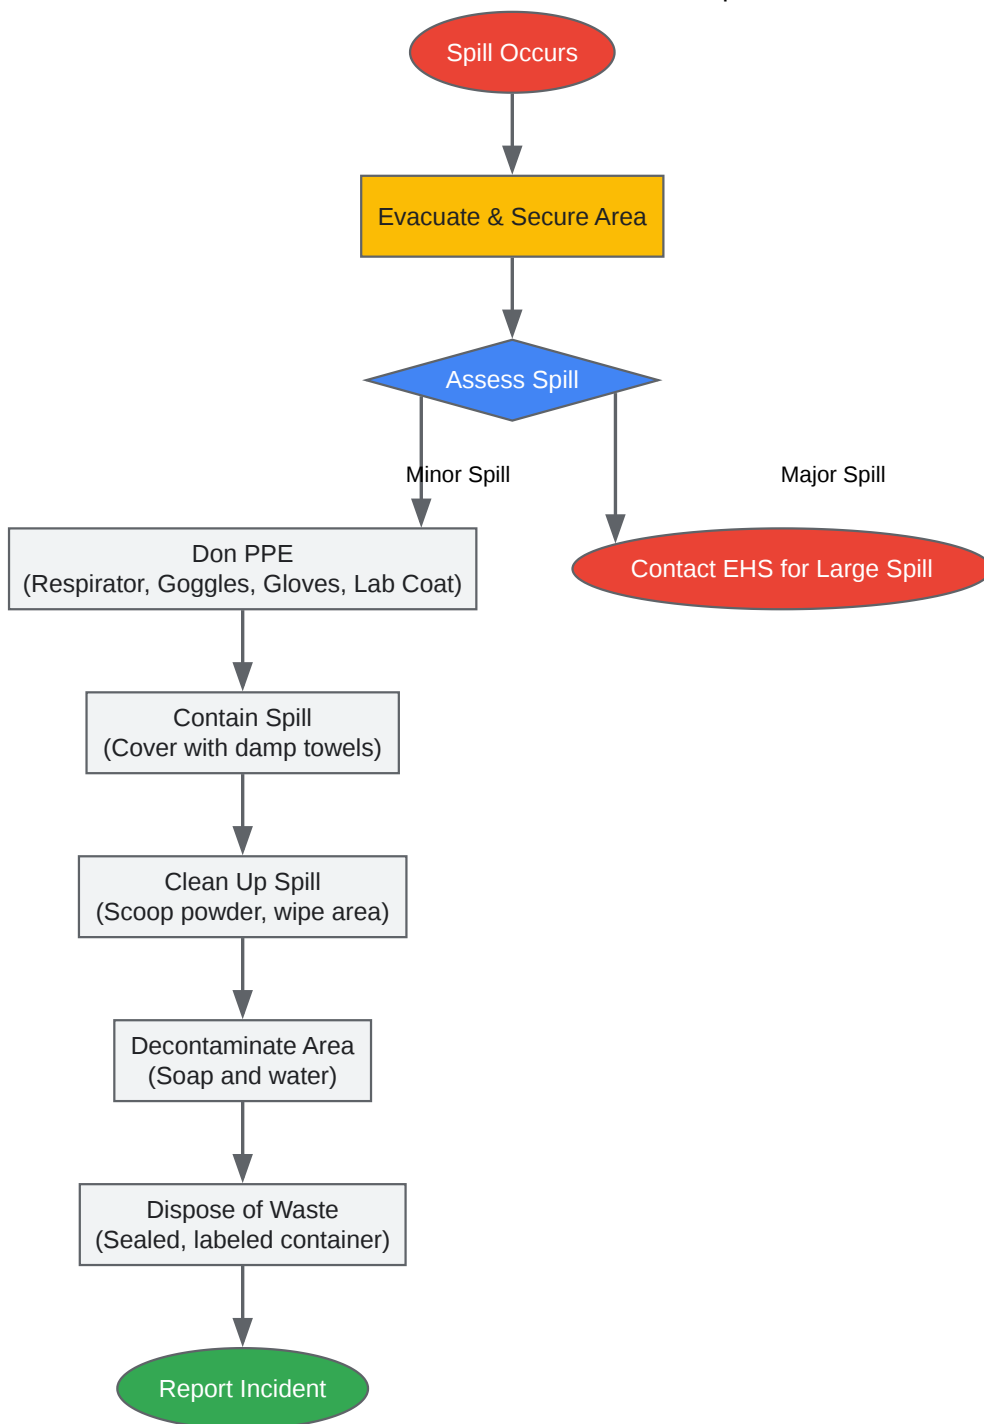 Spill Occurs
Evacuate & Secure Area
Assess Spill
Minor Spill
Major Spill
Don PPE
(Respirator, Goggles, Gloves, Lab Coat)
Contact EHS for Large Spill
Contain Spill
(Cover with damp towels)
Clean Up Spill
(Scoop powder, wipe area)
Decontaminate Area
(Soap and water)
Dispose of Waste
(Sealed, labeled container)
Report Incident